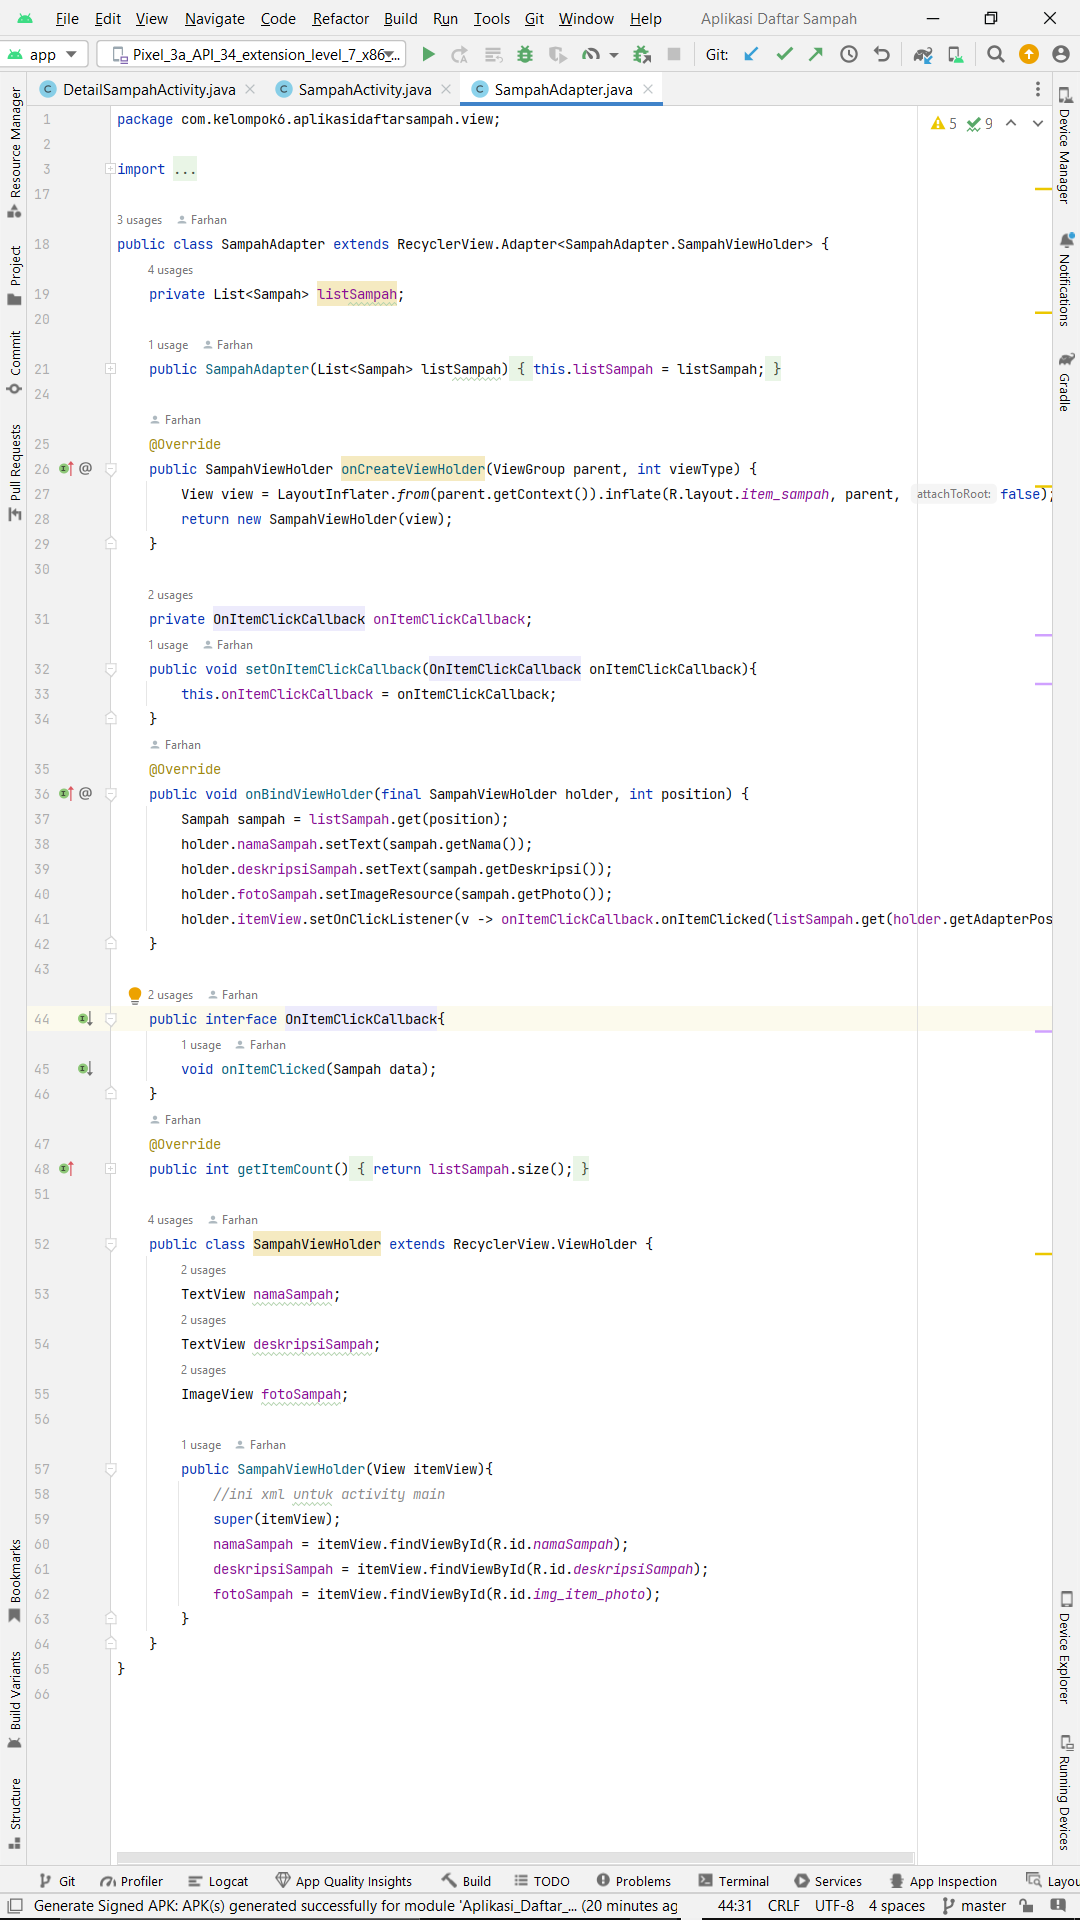 File Edit View Navigate Code Refactor Build Run Tools Git Window Help Aplikasi Daftar Sampah
app Pixel_3a_API_34_extension_level_7_x86_... Git:
DetailSampahActivity.java SampahActivity.java SampahAdapter.java
1 package com.kelompok6.aplikasidaftarsampah.view;
5 9
2
3 import ...
17
3 usages Farhan
18 public class SampahAdapter extends RecyclerView.Adapter<SampahAdapter.SampahViewHolder> {
4 usages
19 private List<Sampah> listSampah;
20
1 usage Farhan
21 public SampahAdapter(List<Sampah> listSampah) { this.listSampah = listSampah; }
24
Farhan
25 @Override
26 @ public SampahViewHolder onCreateViewHolder(ViewGroup parent, int viewType) {
27 View view = LayoutInflater.from(parent.getContext()).inflate(R.layout.item_sampah, parent, attachToRoot: false);
28 return new SampahViewHolder(view);
29 }
30
2 usages
31 private OnItemClickCallback onItemClickCallback;
1 usage Farhan
32 public void setOnItemClickCallback(OnItemClickCallback onItemClickCallback){
33 this.onItemClickCallback = onItemClickCallback;
34 }
Farhan
35 @Override
36 @ public void onBindViewHolder(final SampahViewHolder holder, int position) {
37 Sampah sampah = listSampah.get(position);
38 holder.namaSampah.setText(sampah.getNama());
39 holder.deskripsiSampah.setText(sampah.getDeskripsi());
40 holder.fotoSampah.setImageResource(sampah.getPhoto());
41 holder.itemView.setOnClickListener(v -> onItemClickCallback.onItemClicked(listSampah.get(holder.getAdapterPos
42 }
43
2 usages Farhan
44 public interface OnItemClickCallback{
1 usage Farhan
45 void onItemClicked(Sampah data);
46 }
Farhan
47 @Override
48 public int getItemCount() { return listSampah.size(); }
51
4 usages Farhan
52 public class SampahViewHolder extends RecyclerView.ViewHolder {
2 usages
53 TextView namaSampah;
2 usages
54 TextView deskripsiSampah;
2 usages
55 ImageView fotoSampah;
56
1 usage Farhan
57 public SampahViewHolder(View itemView){
58 //ini xml untuk activity main
59 super(itemView);
60 namaSampah = itemView.findViewById(R.id.namaSampah);
61 deskripsiSampah = itemView.findViewById(R.id.deskripsiSampah);
62 fotoSampah = itemView.findViewById(R.id.img_item_photo);
63 }
64 }
65 }
66
Resource Manager
Project
Commit
Pull Requests
Bookmarks
Build Variants
Structure
Device Manager
Notifications
Gradle
Device Explorer
Running Devices
Git Profiler Logcat App Quality Insights Build TODO Problems Terminal Services App Inspection Layou
Generate Signed APK: APK(s) generated successfully for module 'Aplikasi_Daftar_... (20 minutes ag 44:31 CRLF UTF-8 4 spaces master